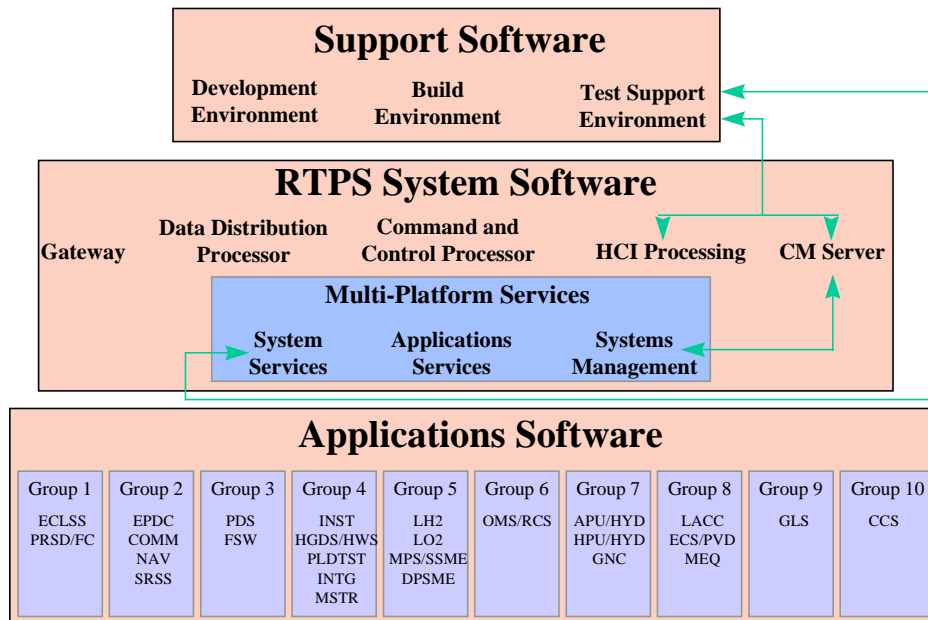 Support Software
Development
Environment
Build
Environment
Test Support
Environment
RTPS System Software
Gateway
Data Distribution
Processor
Command and
Control Processor
HCI Processing
CM Server
Multi-Platform Services
System
Services
Applications
Services
Systems
Management
Applications Software
Group 1
ECLSS
PRSD/FC
Group 2
EPDC
COMM
NAV
SRSS
Group 3
PDS
FSW
Group 4
INST
HGDS/HWS
PLDTST
INTG
MSTR
Group 5
LH2
LO2
MPS/SSME
DPSME
Group 6
OMS/RCS
Group 7
APU/HYD
HPU/HYD
GNC
Group 8
LACC
ECS/PVD
MEQ
Group 9
GLS
Group 10
CCS